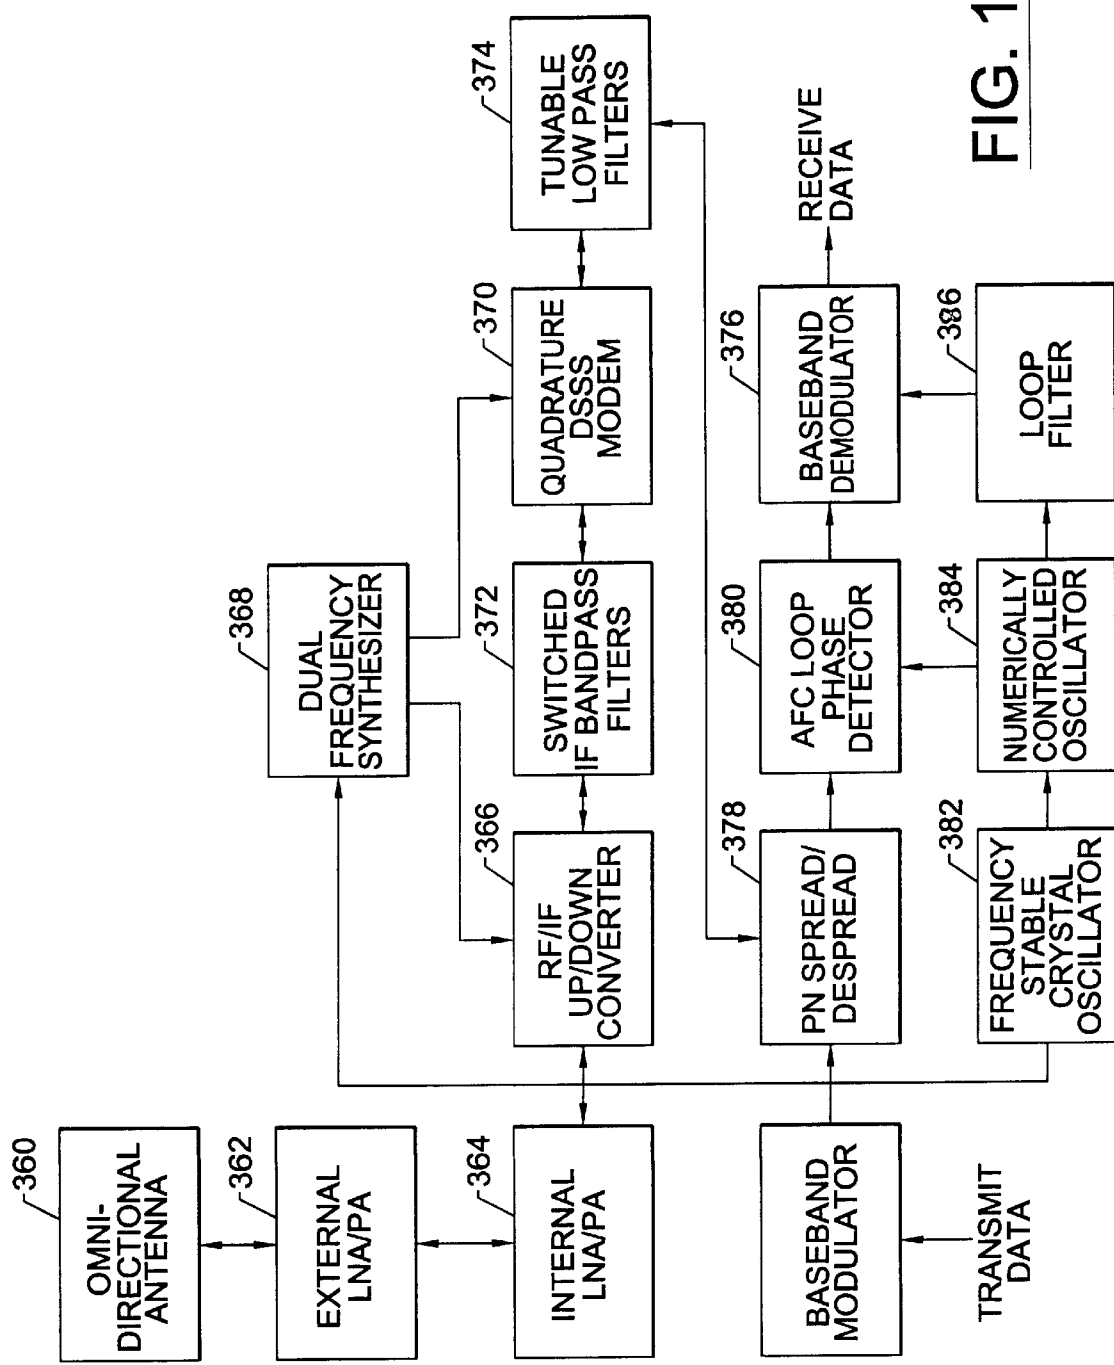 360
OMNI-
DIRECTIONAL
ANTENNA
362
EXTERNAL
LNA/PA
364
INTERNAL
LNA/PA
368
DUAL
FREQUENCY
SYNTHESIZER
366
RF/IF
UP/DOWN
CONVERTER
372
SWITCHED
IF BANDPASS
FILTERS
370
QUADRATURE
DSSS
MODEM
374
TUNABLE
LOW PASS
FILTERS
BASEBAND
MODULATOR
TRANSMIT
DATA
378
PN SPREAD/
DESPREAD
380
AFC LOOP
PHASE
DETECTOR
376
BASEBAND
DEMODULATOR
RECEIVE
DATA
382
FREQUENCY
STABLE
CRYSTAL
OSCILLATOR
384
NUMERICALLY
CONTROLLED
OSCILLATOR
386
LOOP
FILTER
FIG. 1